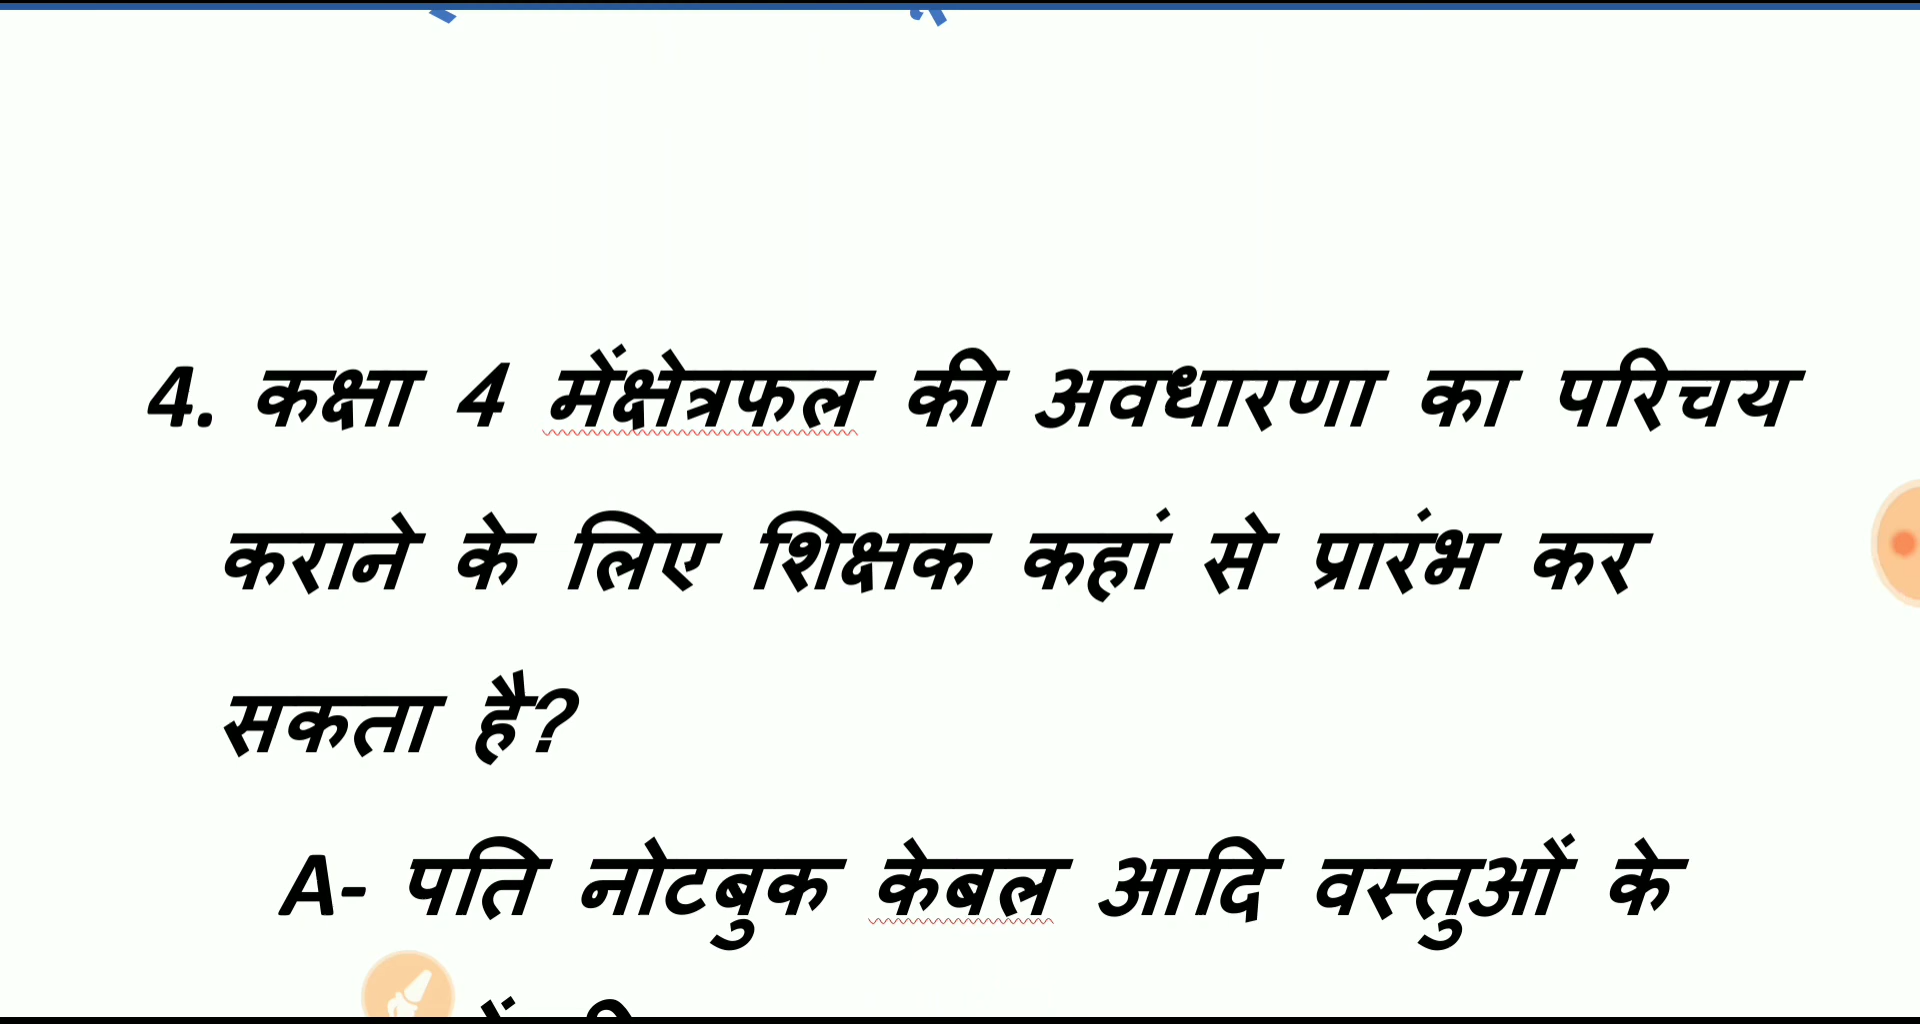 4. कक्षा 4 मेंक्षेत्रफल की अवधारणा का परिचय
कराने के लिए शिक्षक कहां से प्रारंभ कर
सकता है?
A- पति नोटबुक केबल आदि वस्तुओं के